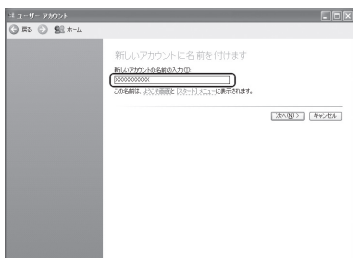 ユーザー アカウント
戻る ホーム
新しいアカウントに名前を付けます
新しいアカウントの名前の入力(T):
XXXXXXXXXXX
この名前は、ようこそ画面と [スタート] メニューに表示されます。
次へ(N) > キャンセル